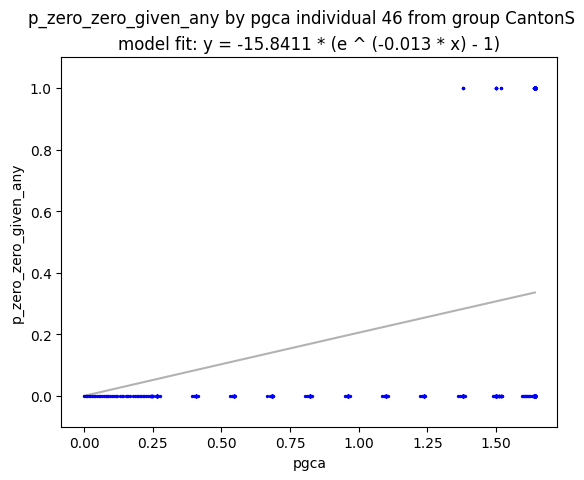 p_zero_zero_given_any by pgca individual 46 from group CantonS
model fit: y = -15.8411 * (e ^ (-0.013 * x) - 1)
1.0
0.8
0.6
0.4
0.2
0.0
p_zero_zero_given_any
0.00 0.25 0.50 0.75 1.00 1.25 1.50
pgca